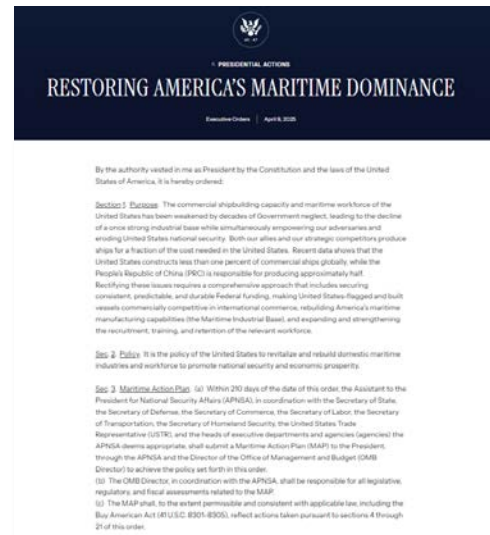 PRESIDENTIAL ACTIONS
RESTORING AMERICA'S MARITIME DOMINANCE
Executive Orders | April 9, 2025
By the authority vested in me as President by the Constitution and the laws of the United
States of America, it is hereby ordered:
Section 1. Purpose. The commercial shipbuilding capacity and maritime workforce of the
United States has been weakened by decades of Government neglect, leading to the decline
of a once strong industrial base while simultaneously empowering our adversaries and
eroding United States national security. Both our allies and our strategic competitors produce
ships for a fraction of the cost needed in the United States. Recent data shows that the
United States constructs less than one percent of commercial ships globally, while the
People's Republic of China (PRC) is responsible for producing approximately half.
Rectifying these issues requires a comprehensive approach that includes securing
consistent, predictable, and durable Federal funding, making United States-flagged and built
vessels commercially competitive in international commerce, rebuilding America's maritime
manufacturing capabilities (the Maritime Industrial Base), and expanding and strengthening
the recruitment, training, and retention of the relevant workforce.
Sec. 2. Policy. It is the policy of the United States to revitalize and rebuild domestic maritime
industries and workforce to promote national security and economic prosperity.
Sec. 3. Maritime Action Plan. (a) Within 210 days of the date of this order, the Assistant to the
President for National Security Affairs (APNSA), in coordination with the Secretary of State,
the Secretary of Defense, the Secretary of Commerce, the Secretary of Labor, the Secretary
of Transportation, the Secretary of Homeland Security, the United States Trade
Representative (USTR), and the heads of executive departments and agencies (agencies) the
APNSA deems appropriate, shall submit a Maritime Action Plan (MAP) to the President,
through the APNSA and the Director of the Office of Management and Budget (OMB
Director) to achieve the policy set forth in this order.
(b) The OMB Director, in coordination with the APNSA, shall be responsible for all legislative,
regulatory, and fiscal assessments related to the MAP.
(c) The MAP shall, to the extent permissible and consistent with applicable law, including the
Buy American Act (41 U.S.C. 8301-8305), reflect actions taken pursuant to sections 4 through
21 of this order.